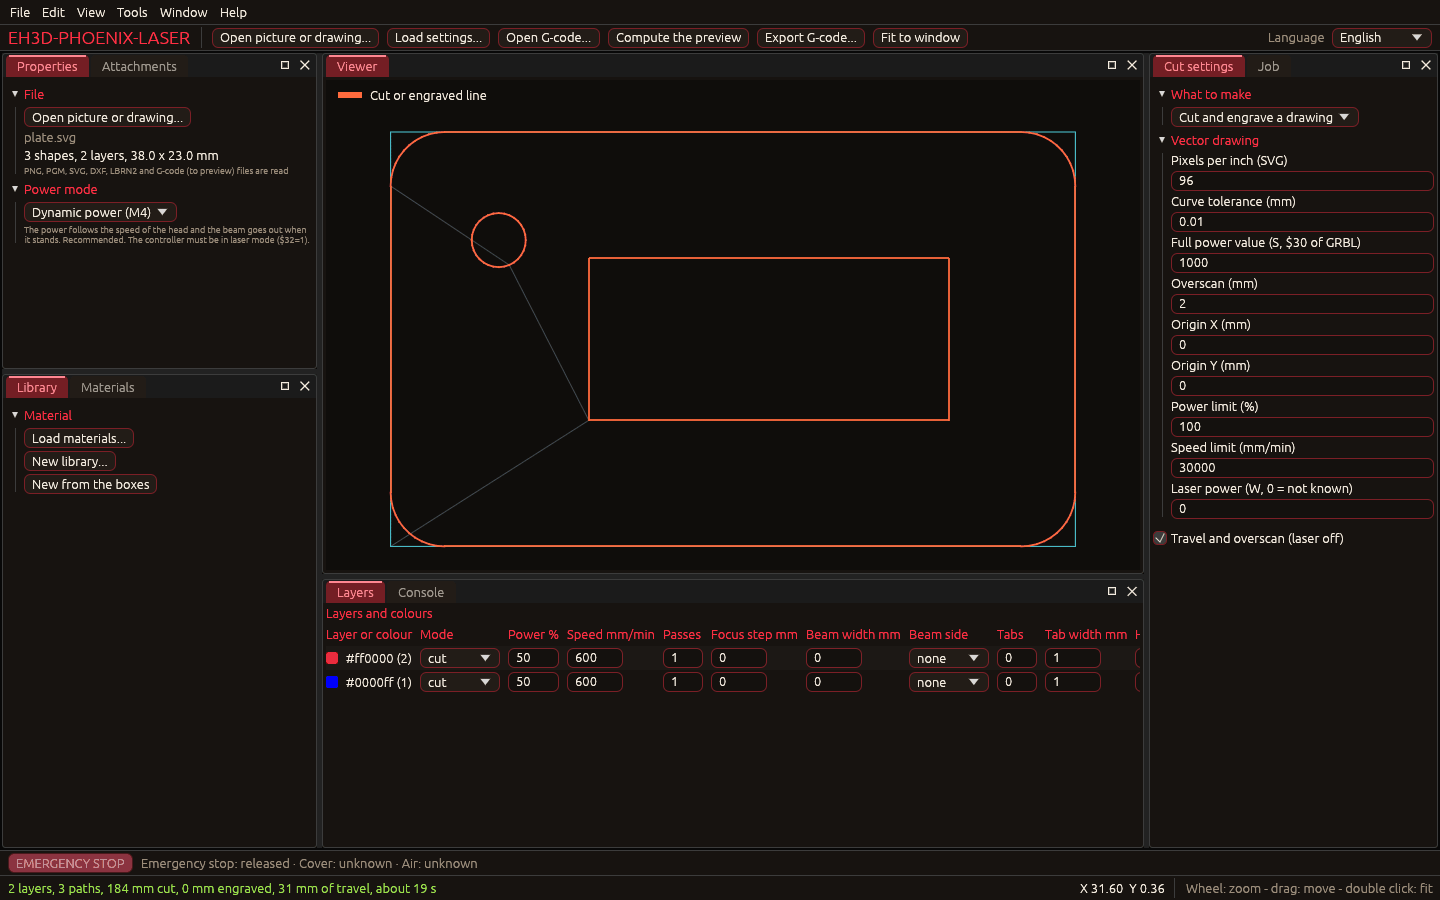 File Edit View Tools Window Help
EH3D-PHOENIX-LASER Open picture or drawing... Load settings... Open G-code... Compute the preview Export G-code... Fit to window Language English
Properties Attachments
File
Open picture or drawing...
plate.svg
3 shapes, 2 layers, 38.0 x 23.0 mm
PNG, PGM, SVG, DXF, LBRN2 and G-code (to preview) files are read
Power mode
Dynamic power (M4)
The power follows the speed of the head and the beam goes out when
it stands. Recommended. The controller must be in laser mode ($32=1).
Library Materials
Material
Load materials...
New library...
New from the boxes
Viewer
Cut or engraved line
Layers Console
Layers and colours
Layer or colour Mode Power % Speed mm/min Passes Focus step mm Beam width mm Beam side Tabs Tab width mm
#ff0000 (2) cut 50 600 1 0 0 none 0 1
#0000ff (1) cut 50 600 1 0 0 none 0 1
Cut settings Job
What to make
Cut and engrave a drawing
Vector drawing
Pixels per inch (SVG)
96
Curve tolerance (mm)
0.01
Full power value (S, $30 of GRBL)
1000
Overscan (mm)
2
Origin X (mm)
0
Origin Y (mm)
0
Power limit (%)
100
Speed limit (mm/min)
30000
Laser power (W, 0 = not known)
0
Travel and overscan (laser off)
EMERGENCY STOP Emergency stop: released · Cover: unknown · Air: unknown
2 layers, 3 paths, 184 mm cut, 0 mm engraved, 31 mm of travel, about 19 s X 31.60 Y 0.36 Wheel: zoom - drag: move - double click: fit